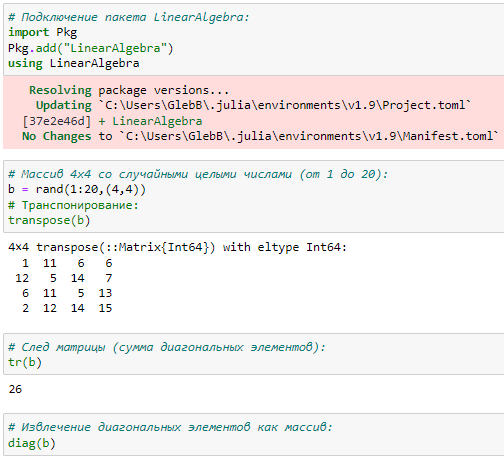 # Подключение пакета LinearAlgebra:
import Pkg
Pkg.add("LinearAlgebra")
using LinearAlgebra
Resolving package versions...
Updating `C:\Users\GlebB\.julia\environments\v1.9\Project.toml`
[37e2e46d] + LinearAlgebra
No Changes to `C:\Users\GlebB\.julia\environments\v1.9\Manifest.toml`
# Массив 4x4 со случайными целыми числами (от 1 до 20):
b = rand(1:20,(4,4))
# Транспонирование:
transpose(b)
4×4 transpose(::Matrix{Int64}) with eltype Int64:
1 11 6 6
12 5 14 7
6 11 5 13
2 12 14 15
# След матрицы (сумма диагональных элементов):
tr(b)
26
# Извлечение диагональных элементов как массив:
diag(b)